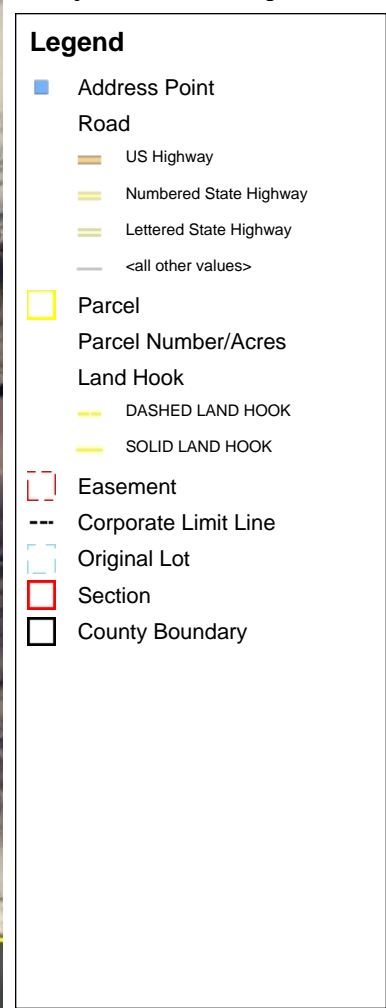 Legend
Address Point
Road
US Highway
Numbered State Highway
Lettered State Highway
<all other values>
Parcel
Parcel Number/Acres
Land Hook
DASHED LAND HOOK
SOLID LAND HOOK
Easement
Corporate Limit Line
Original Lot
Section
County Boundary